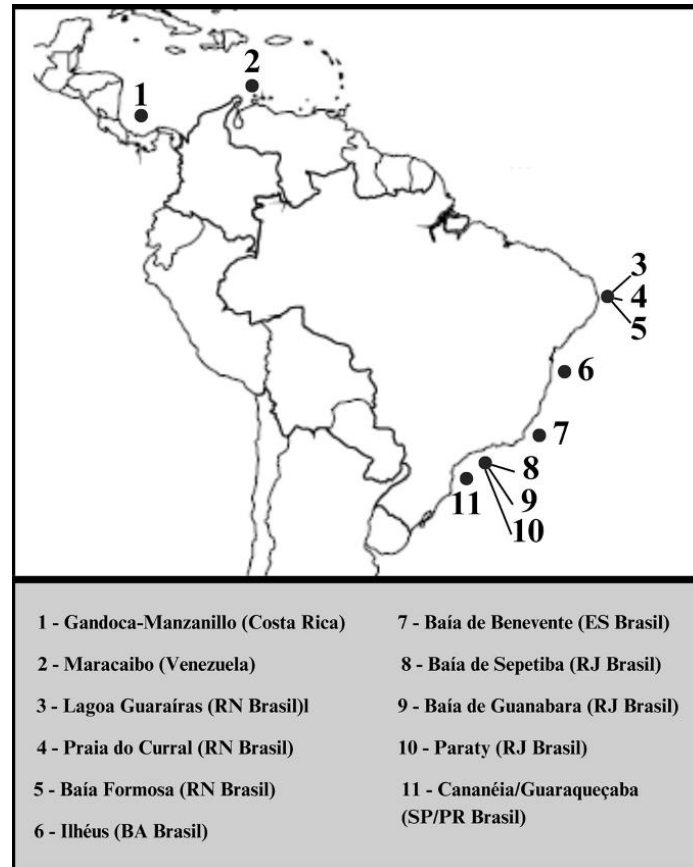 2
1
3
4
5
6
7
8
11
9
10
1 - Gandoca-Manzanillo (Costa Rica)
2 - Maracaibo (Venezuela)
3 - Lagoa Guaraíras (RN Brasil)l
4 - Praia do Curral (RN Brasil)
5 - Baía Formosa (RN Brasil)
6 - Ilhéus (BA Brasil)
7 - Baía de Benevente (ES Brasil)
8 - Baía de Sepetiba (RJ Brasil)
9 - Baía de Guanabara (RJ Brasil)
10 - Paraty (RJ Brasil)
11 - Cananéia/Guaraqueçaba
(SP/PR Brasil)